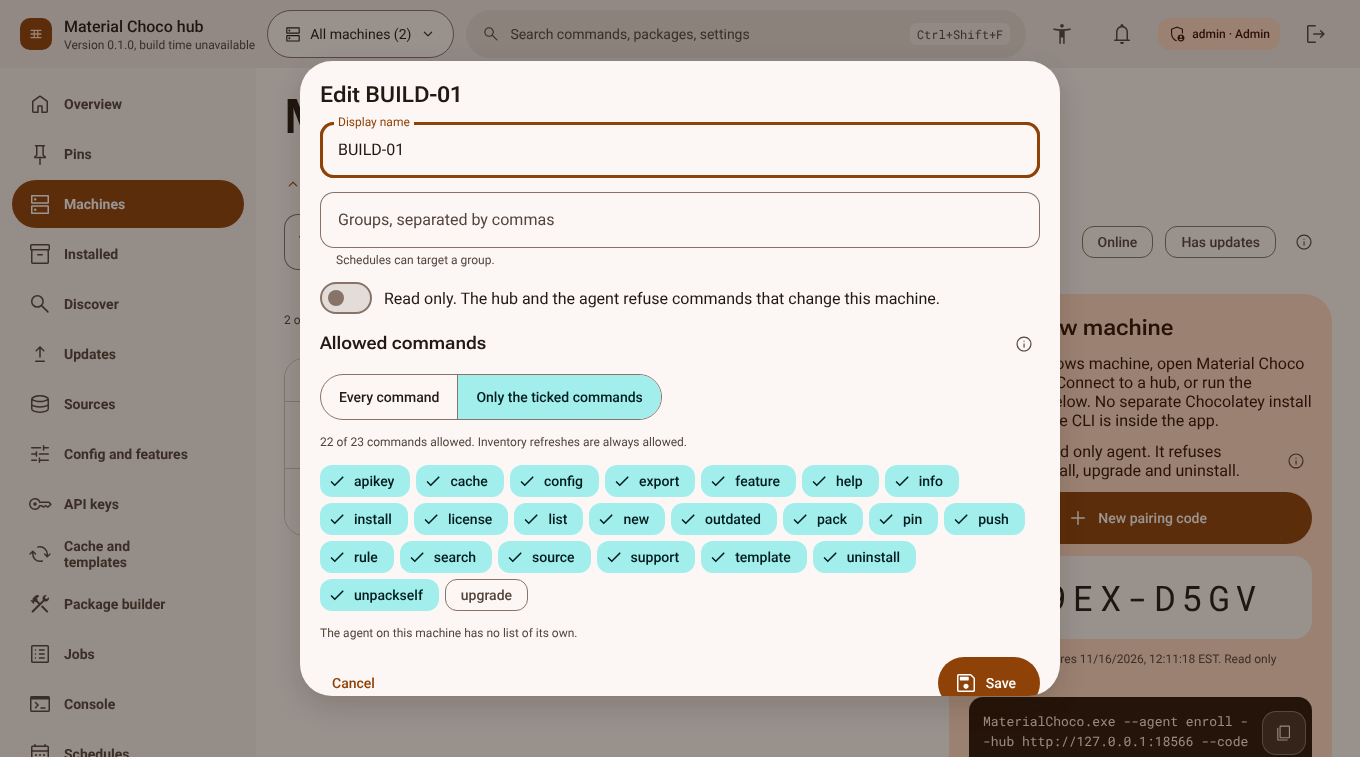 Material Choco hub
Version 0.1.0, build time unavailable
All machines (2)
Search commands, packages, settings
Ctrl+Shift+F
admin · Admin
Overview
Pins
Machines
Installed
Discover
Updates
Sources
Config and features
API keys
Cache and
templates
Package builder
Jobs
Console
Schedules
Edit BUILD-01
Display name
BUILD-01
Groups, separated by commas
Schedules can target a group.
Read only. The hub and the agent refuse commands that change this machine.
Allowed commands
Every command
Only the ticked commands
22 of 23 commands allowed. Inventory refreshes are always allowed.
apikey cache config export feature help info
install license list new outdated pack pin push
rule search source support template uninstall
unpackself upgrade
The agent on this machine has no list of its own.
Cancel
Save
Online
Has updates
2 o
w machine
ows machine, open Material Choco
Connect to a hub, or run the
elow. No separate Chocolatey install
e CLI is inside the app.
d only agent. It refuses
all, upgrade and uninstall.
New pairing code
EX-D5GV
res 11/16/2026, 12:11:18 EST. Read only
MaterialChoco.exe --agent enroll -
-hub http://127.0.0.1:18566 --code